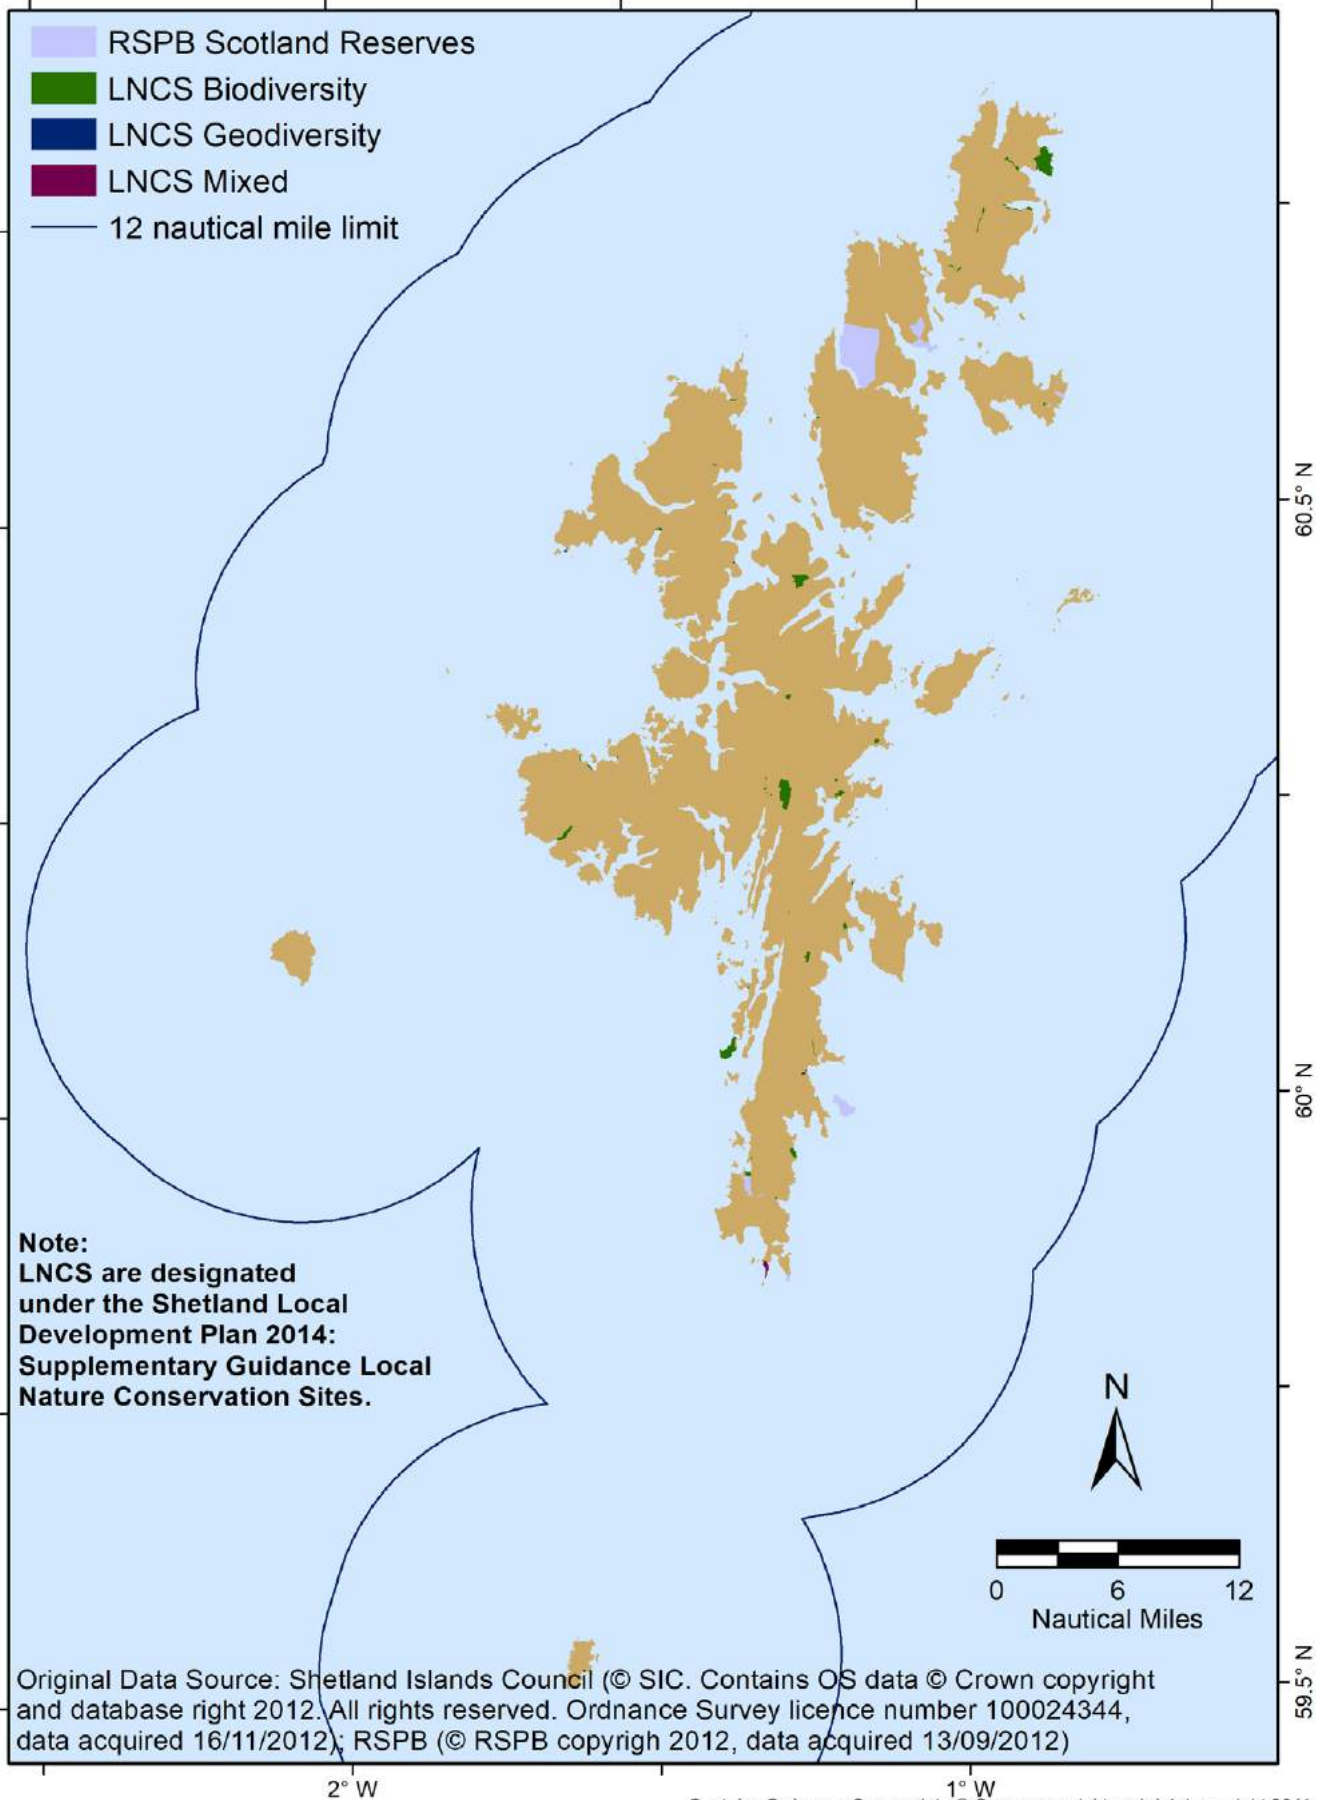 RSPB Scotland Reserves
LNCS Biodiversity
LNCS Geodiversity
LNCS Mixed
12 nautical mile limit
60.5° N
60° N
Note:
LNCS are designated
under the Shetland Local
Development Plan 2014:
Supplementary Guidance Local
Nature Conservation Sites.
N
0 6 12
Nautical Miles
59.5° N
Original Data Source: Shetland Islands Council (© SIC. Contains OS data © Crown copyright
and database right 2012. All rights reserved. Ordnance Survey licence number 100024344,
data acquired 16/11/2012); RSPB (© RSPB copyrigh 2012, data acquired 13/09/2012)
2° W 1° W